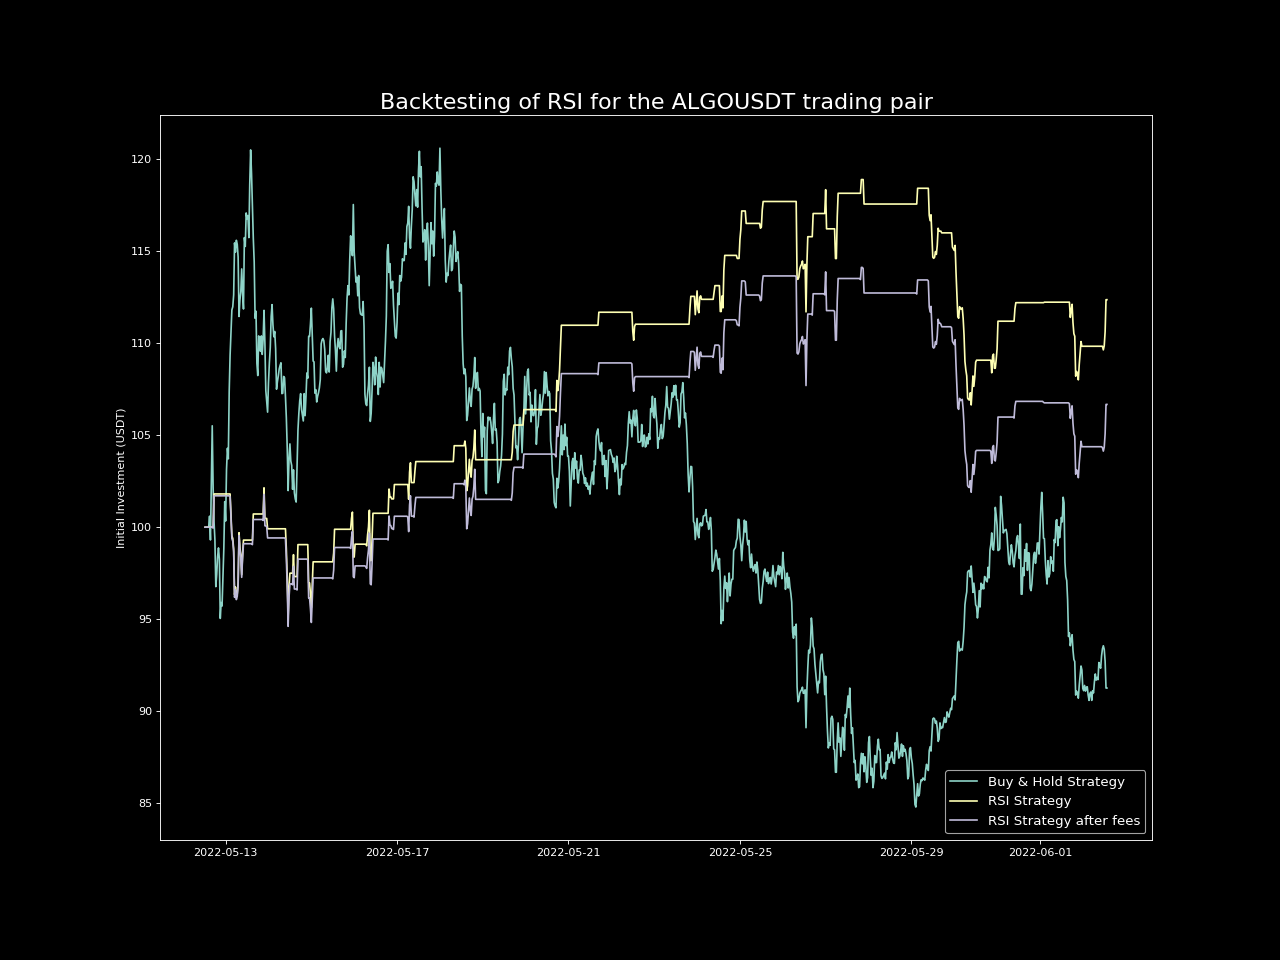 Backtesting of RSI for the ALGOUSDT trading pair
Initial Investment (USDT)
120
115
110
105
100
95
90
85
2022-05-13
2022-05-17
2022-05-21
2022-05-25
2022-05-29
2022-06-01
Buy & Hold Strategy
RSI Strategy
RSI Strategy after fees